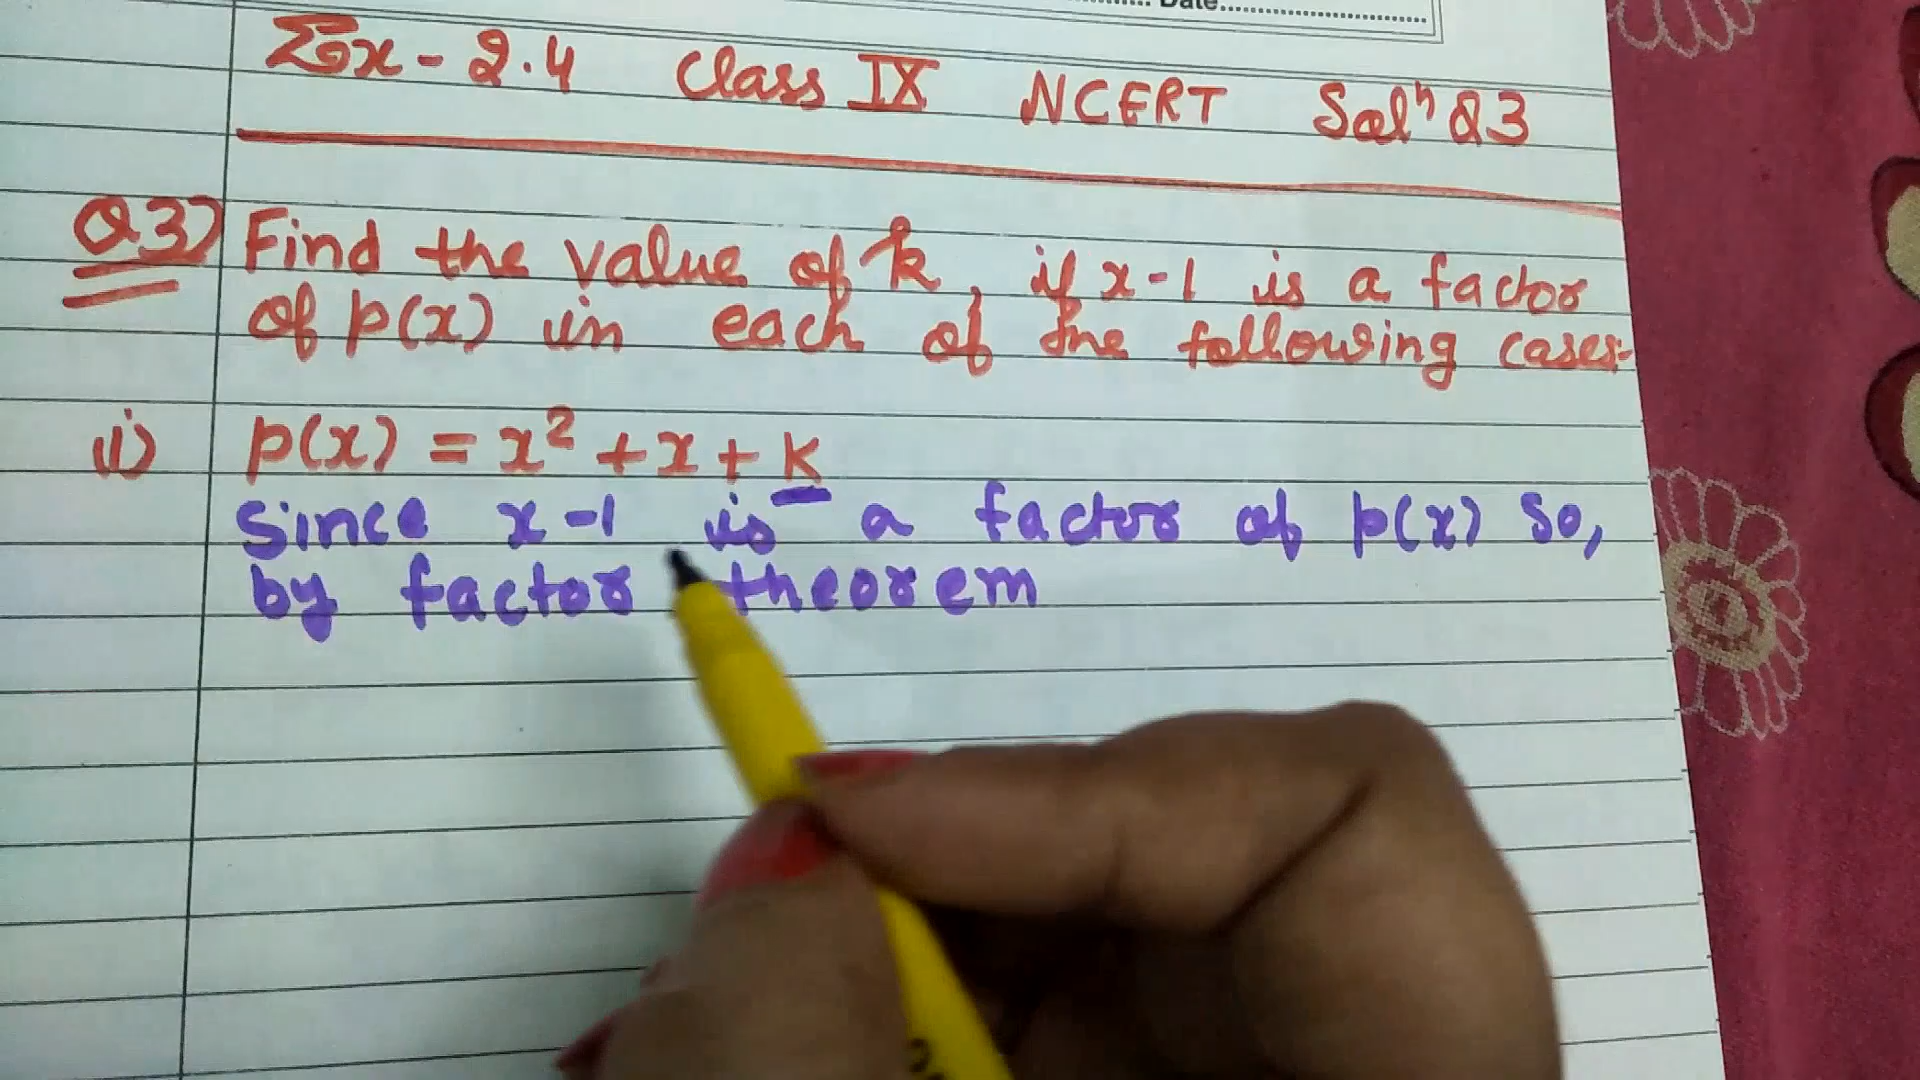 Date
Ex - 2.4 Class IX NCERT Solⁿ Q3
Q3) Find the value of k, if x-1 is a factor
of p(x) in each of the following cases-
i) p(x) = x² + x + k
Since x-1 is a factor of p(x) so,
by factor theorem